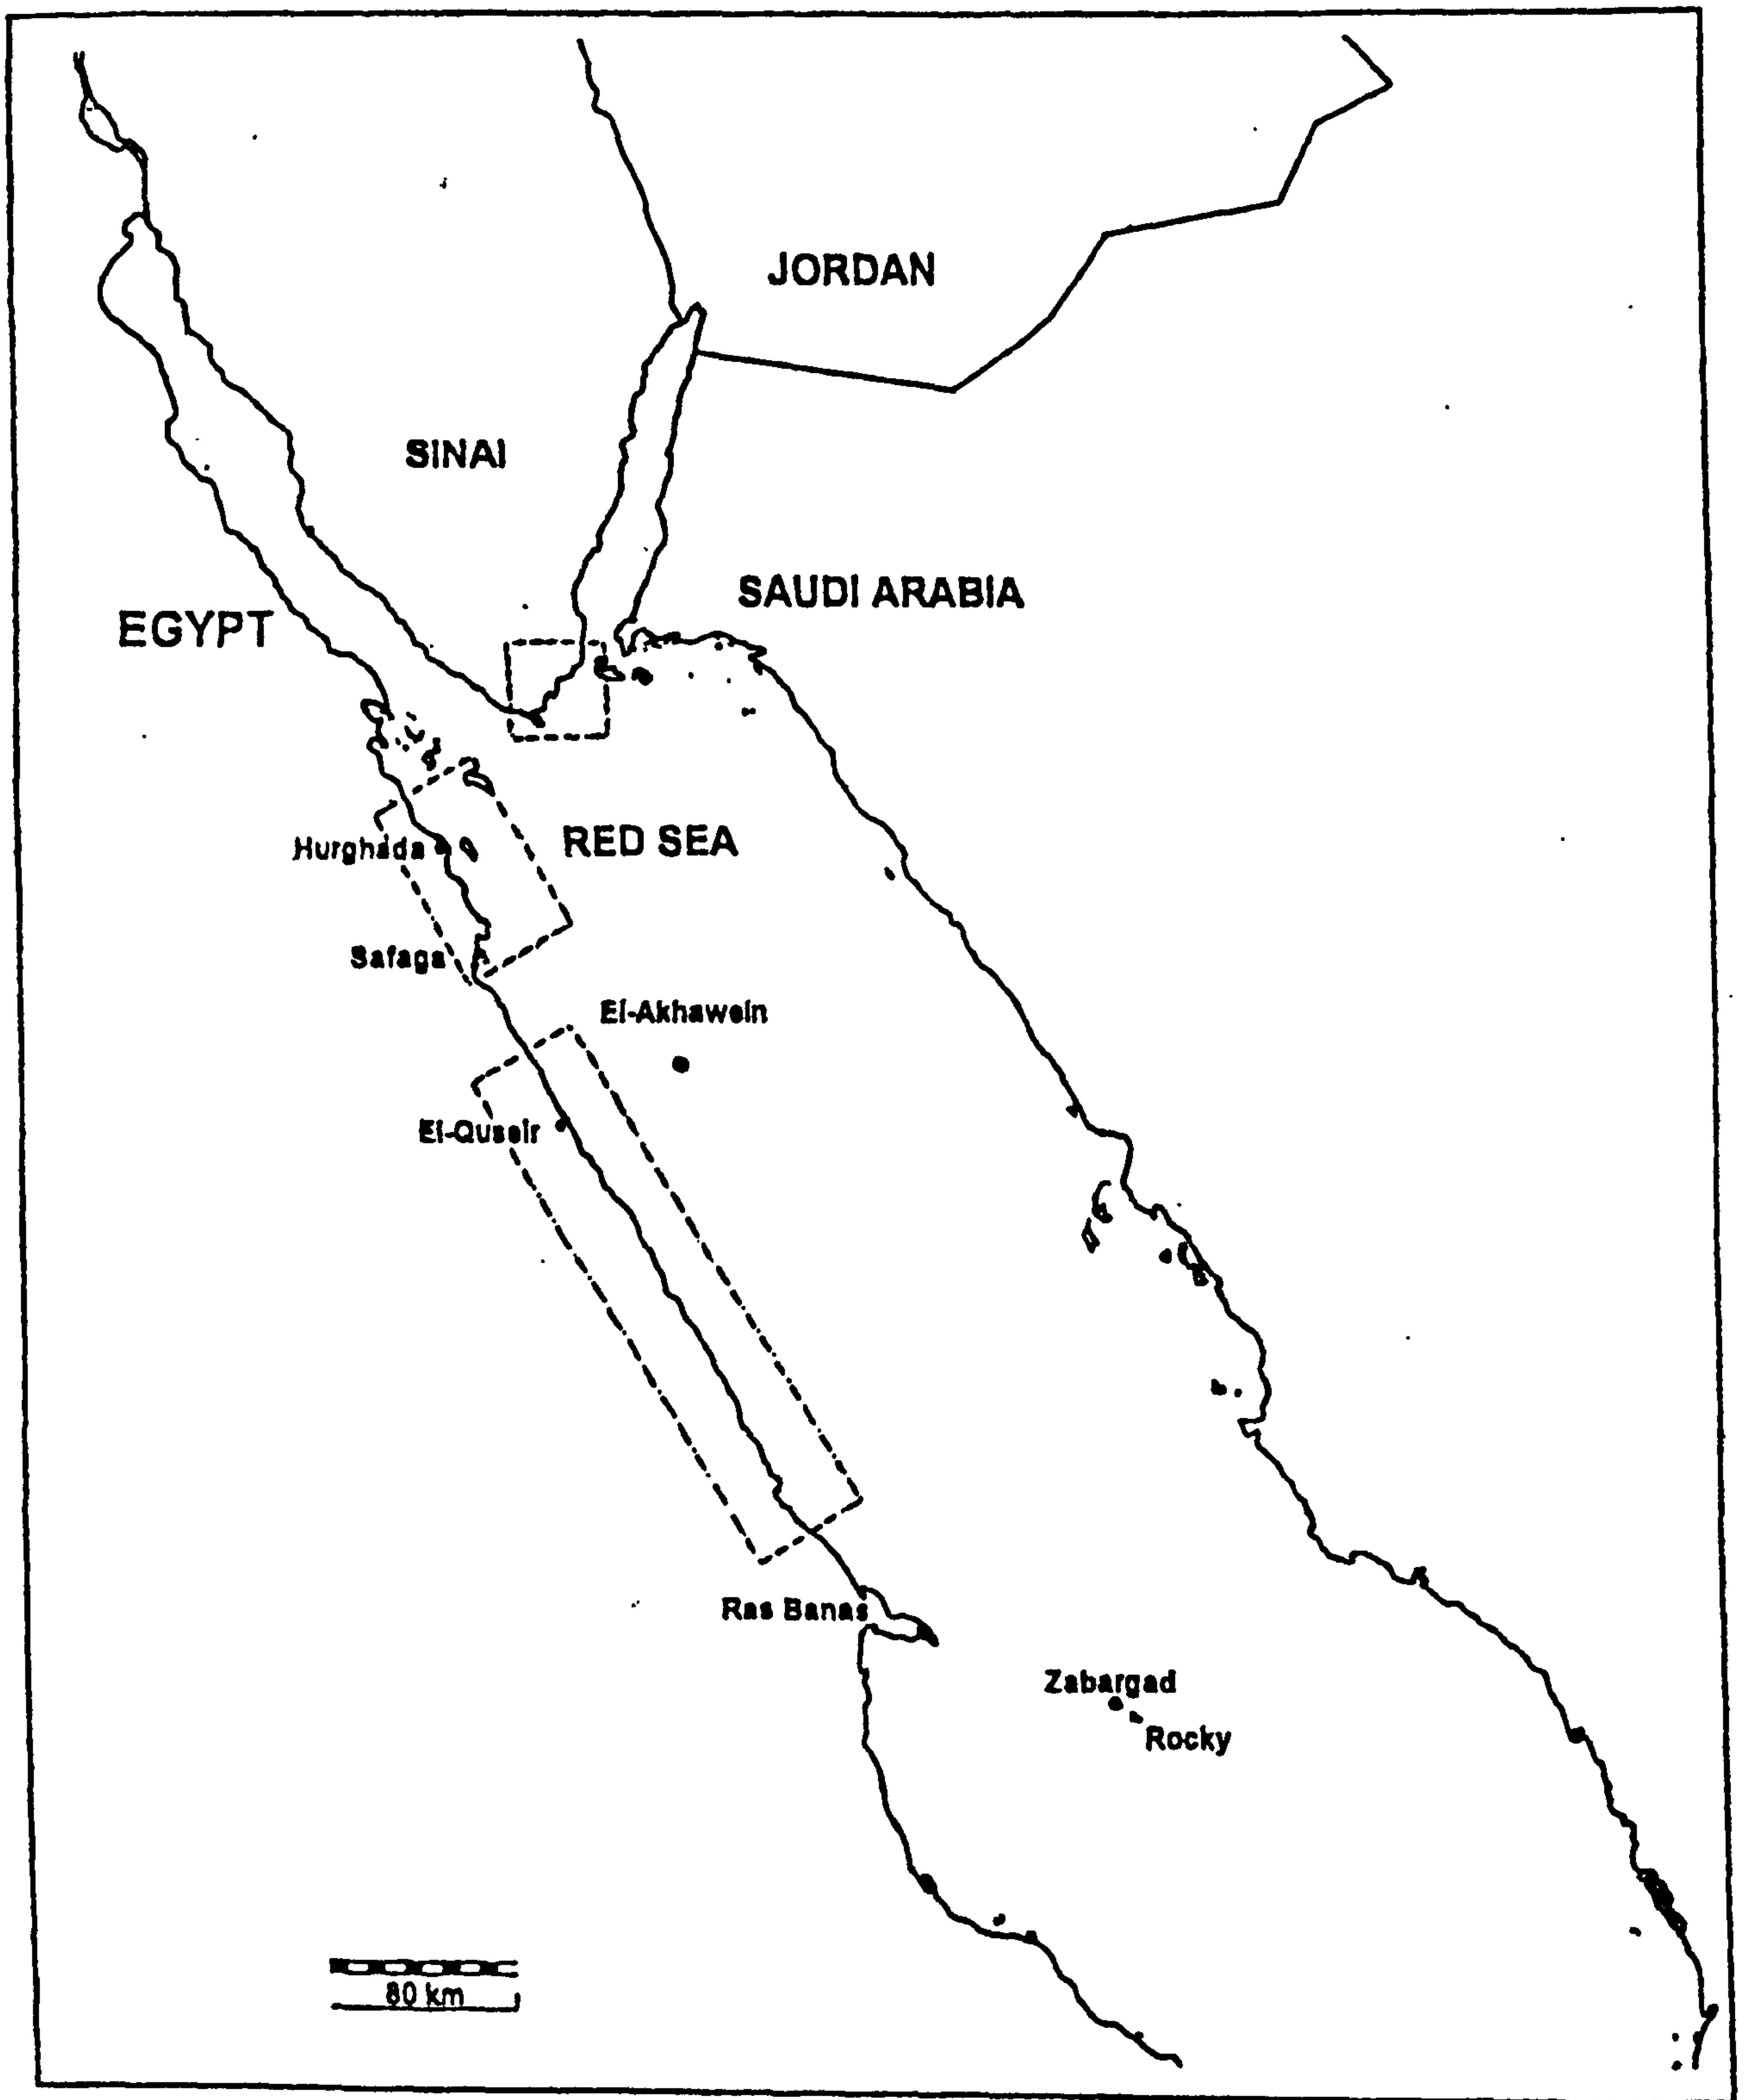 JORDAN
SINAI
SAUDI ARABIA
EGYPT
RED SEA
Hurghada
Safaga
El-Akhawein
El-Quseir
Ras Banas
Zabargad
Rocky
80 km